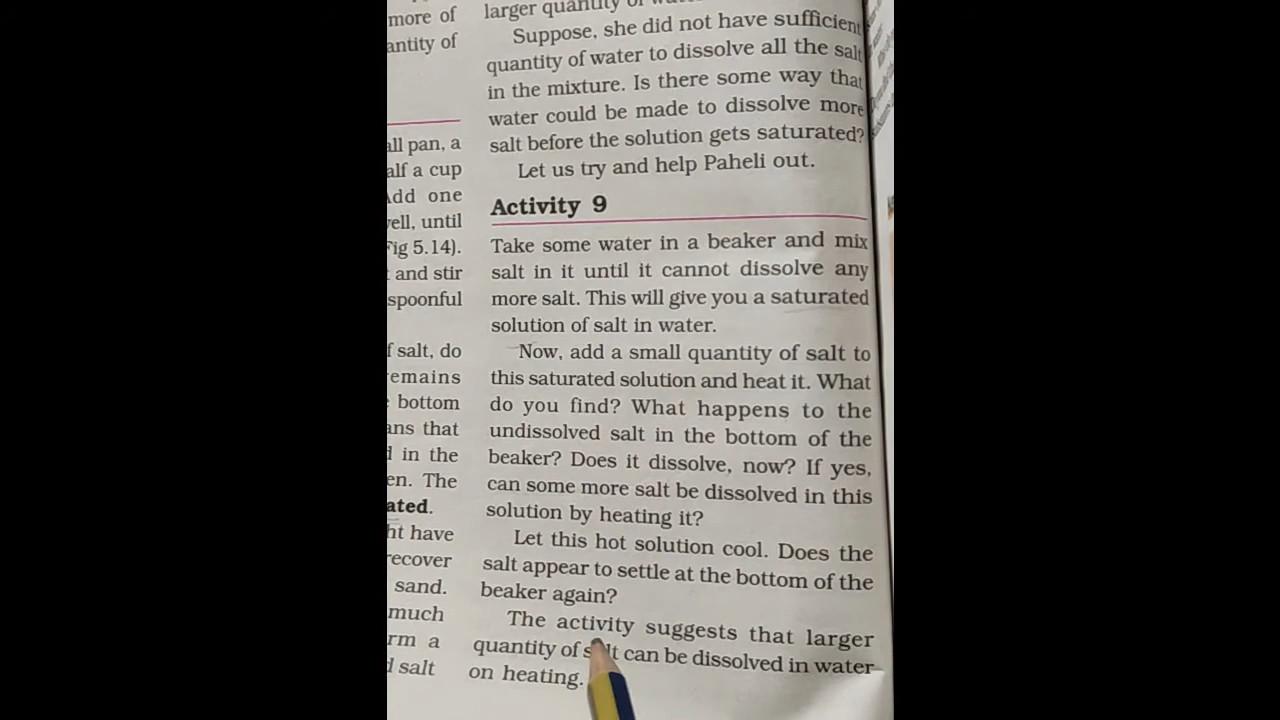 more of
antity of
all pan, a
alf a cup
Add one
well, until
Fig 5.14).
and stir
spoonful
f salt, do
remains
bottom
ans that
in the
en. The
ated.
ht have
recover
sand.
much
rm a
salt
larger quantity of
Suppose, she did not have sufficient
quantity of water to dissolve all the salt
in the mixture. Is there some way that
water could be made to dissolve more
salt before the solution gets saturated?
Let us try and help Paheli out.
Activity 9
Take some water in a beaker and mix
salt in it until it cannot dissolve any
more salt. This will give you a saturated
solution of salt in water.
Now, add a small quantity of salt to
this saturated solution and heat it. What
do you find? What happens to the
undissolved salt in the bottom of the
beaker? Does it dissolve, now? If yes,
can some more salt be dissolved in this
solution by heating it?
Let this hot solution cool. Does the
salt appear to settle at the bottom of the
beaker again?
The activity suggests that larger
quantity of salt can be dissolved in water
on heating.